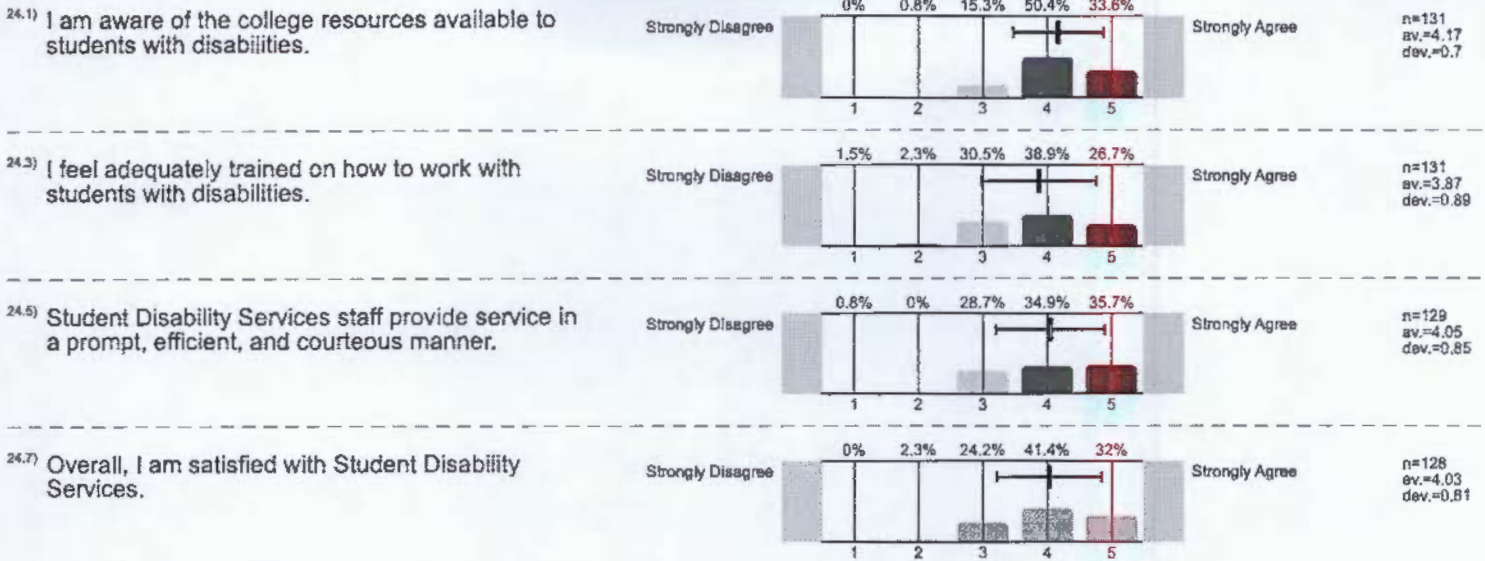 24.1) I am aware of the college resources available to
students with disabilities.
Strongly Disagree
0% 0.8% 15.3% 50.4% 33.6%
1 2 3 4 5
Strongly Agree
n=131
av.=4.17
dev.=0.7
24.3) I feel adequately trained on how to work with
students with disabilities.
Strongly Disagree
1.5% 2.3% 30.5% 38.9% 26.7%
1 2 3 4 5
Strongly Agree
n=131
av.=3.87
dev.=0.89
24.5) Student Disability Services staff provide service in
a prompt, efficient, and courteous manner.
Strongly Disagree
0.8% 0% 28.7% 34.9% 35.7%
1 2 3 4 5
Strongly Agree
n=129
av.=4.05
dev.=0.85
24.7) Overall, I am satisfied with Student Disability
Services.
Strongly Disagree
0% 2.3% 24.2% 41.4% 32%
1 2 3 4 5
Strongly Agree
n=128
av.=4.03
dev.=0.81